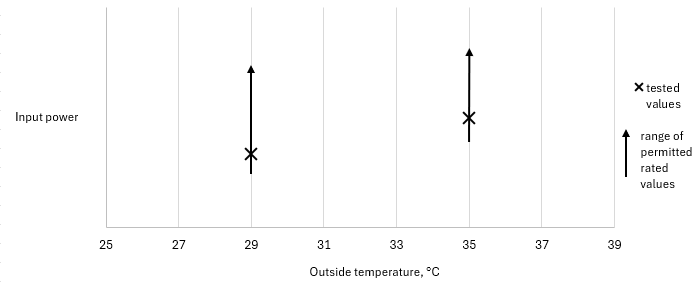 tested
values
Input power
range of
permitted
rated
values
25 27 29 31 33 35 37 39
Outside temperature, °C